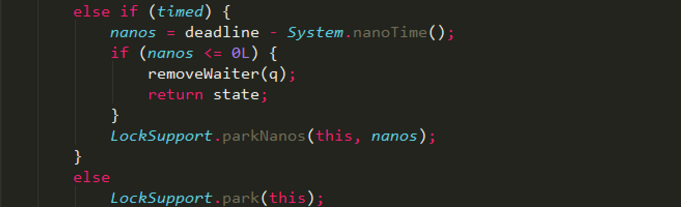 else if (timed) {
nanos = deadline - System.nanoTime();
if (nanos <= 0L) {
removeWaiter(q);
return state;
}
LockSupport.parkNanos(this, nanos);
}
else
LockSupport.park(this);